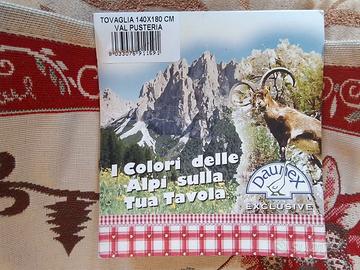 TOVAGLIA 140X180 CM
VAL PUSTERIA
I Colori delle
Alpi sulla
Tua Tavola
Daunex
EXCLUSIVE